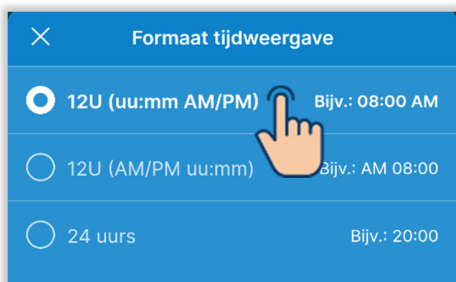 Formaat tijdweergave
12U (uu:mm AM/PM) Bijv.: 08:00 AM
12U (AM/PM uu:mm) Bijv.: AM 08:00
24 uurs Bijv.: 20:00